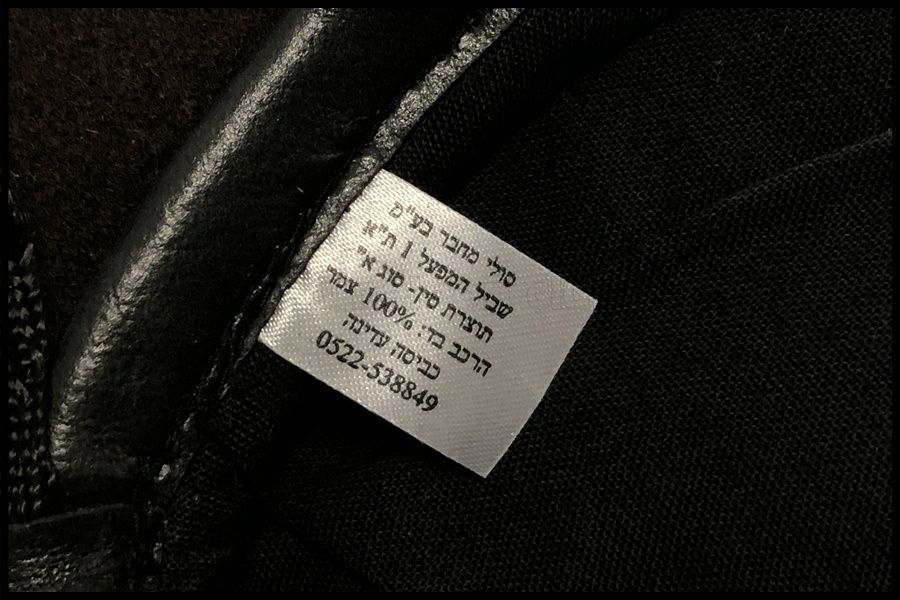 סולי מחבר בע"מ
שביל המפעל 1 ת"א
תוצרת סין- סוג א'
הרכב בד: 100% צמר
כביסה עדינה
0522-538849